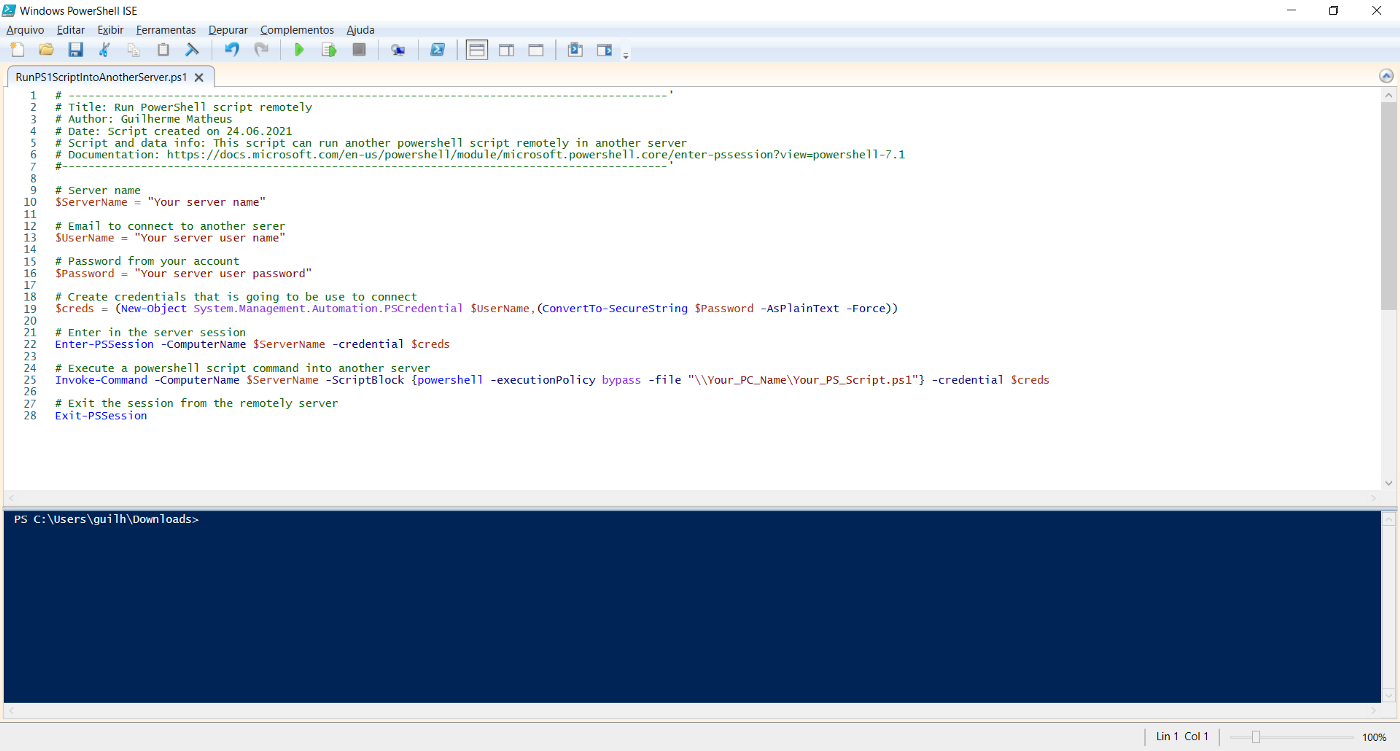 Windows PowerShell ISE
Arquivo Editar Exibir Ferramentas Depurar Complementos Ajuda
RunPS1ScriptIntoAnotherServer.ps1
1 # --------------------------------------------------------------------------------------------'
2 # Title: Run PowerShell script remotely
3 # Author: Guilherme Matheus
4 # Date: Script created on 24.06.2021
5 # Script and data info: This script can run another powershell script remotely in another server
6 # Documentation: https://docs.microsoft.com/en-us/powershell/module/microsoft.powershell.core/enter-pssession?view=powershell-7.1
7 #---------------------------------------------------------------------------------------------'
8
9 # Server name
10 $ServerName = "Your server name"
11
12 # Email to connect to another serer
13 $UserName = "Your server user name"
14
15 # Password from your account
16 $Password = "Your server user password"
17
18 # Create credentials that is going to be use to connect
19 $creds = (New-Object System.Management.Automation.PSCredential $UserName,(ConvertTo-SecureString $Password -AsPlainText -Force))
20
21 # Enter in the server session
22 Enter-PSSession -ComputerName $ServerName -credential $creds
23
24 # Execute a powershell script command into another server
25 Invoke-Command -ComputerName $ServerName -ScriptBlock {powershell -executionPolicy bypass -file "\\Your_PC_Name\Your_PS_Script.ps1"} -credential $creds
26
27 # Exit the session from the remotely server
28 Exit-PSSession
PS C:\Users\guilh\Downloads>
Lin 1 Col 1
100%